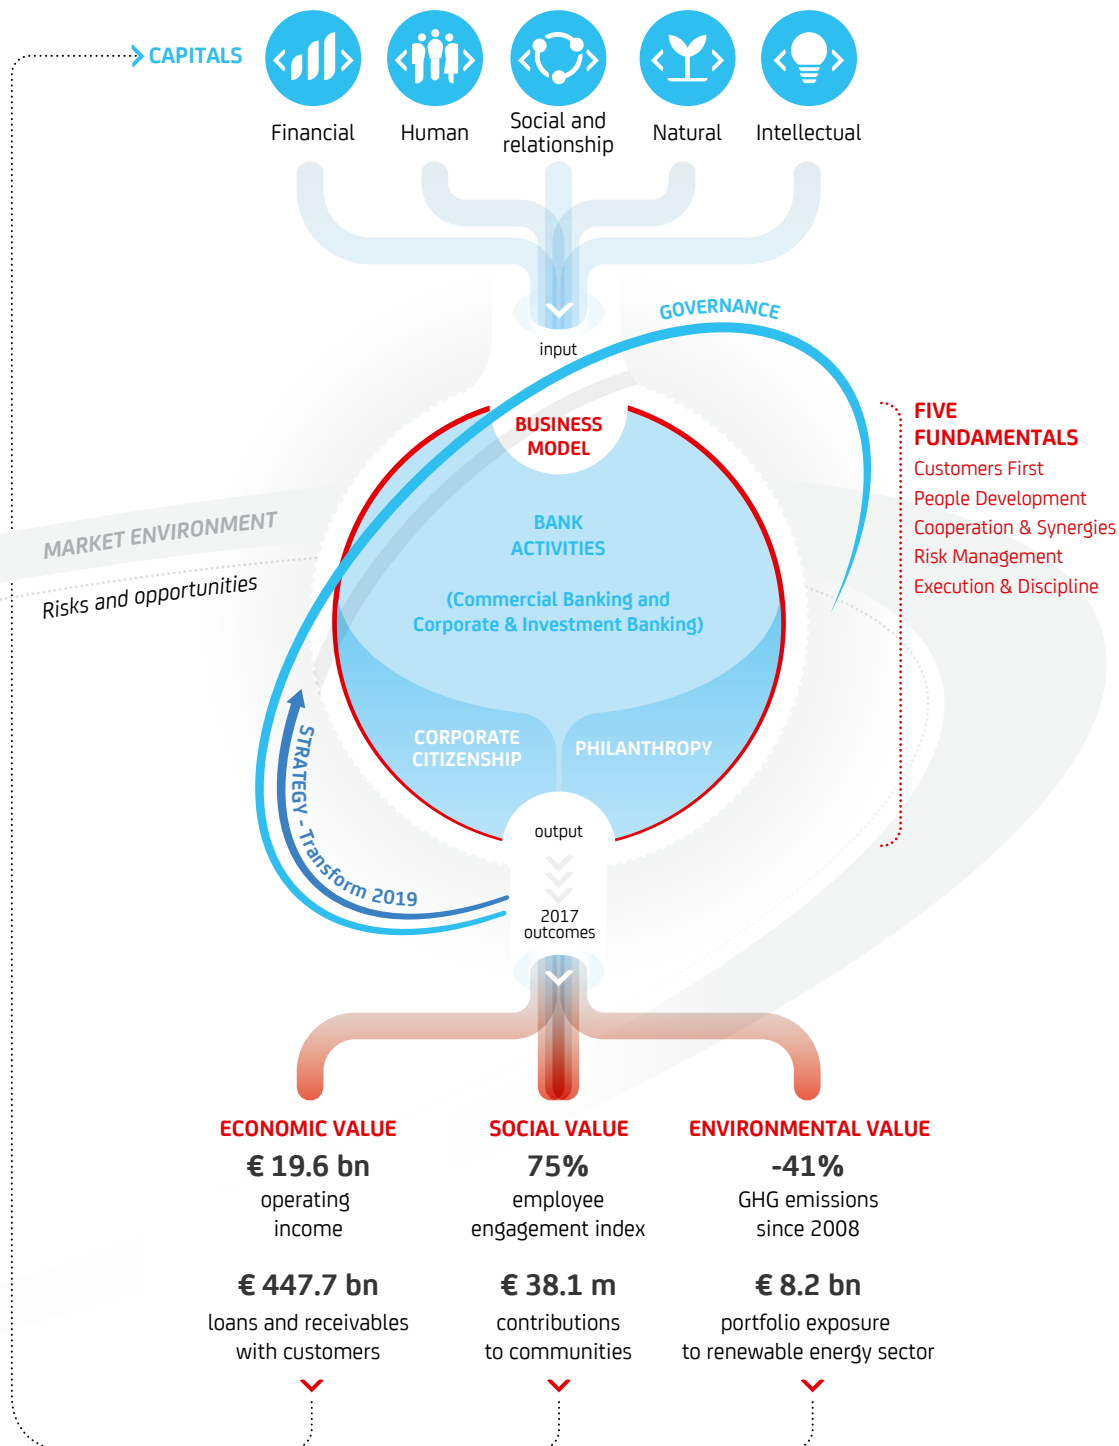 CAPITALS
Financial
Human
Social and
relationship
Natural
Intellectual
GOVERNANCE
input
BUSINESS
MODEL
FIVE
FUNDAMENTALS
Customers First
People Development
Cooperation & Synergies
Risk Management
Execution & Discipline
MARKET ENVIRONMENT
Risks and opportunities
BANK
ACTIVITIES
(Commercial Banking and
Corporate & Investment Banking)
STRATEGY - Transform 2019
CORPORATE
CITIZENSHIP
PHILANTHROPY
output
2017
outcomes
ECONOMIC VALUE
€ 19.6 bn
operating
income
€ 447.7 bn
loans and receivables
with customers
SOCIAL VALUE
75%
employee
engagement index
€ 38.1 m
contributions
to communities
ENVIRONMENTAL VALUE
-41%
GHG emissions
since 2008
€ 8.2 bn
portfolio exposure
to renewable energy sector